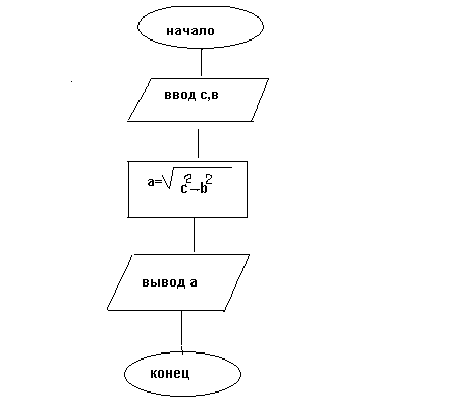 начало
ввод с,в
a=√c²-b²
вывод а
конец